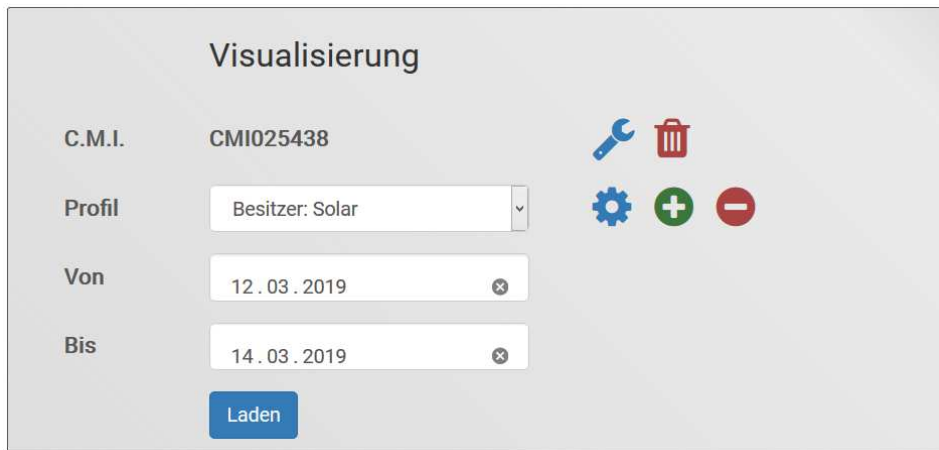 Visualisierung
C.M.I. CMI025438
Profil Besitzer: Solar
Von 12.03.2019
Bis 14.03.2019
Laden